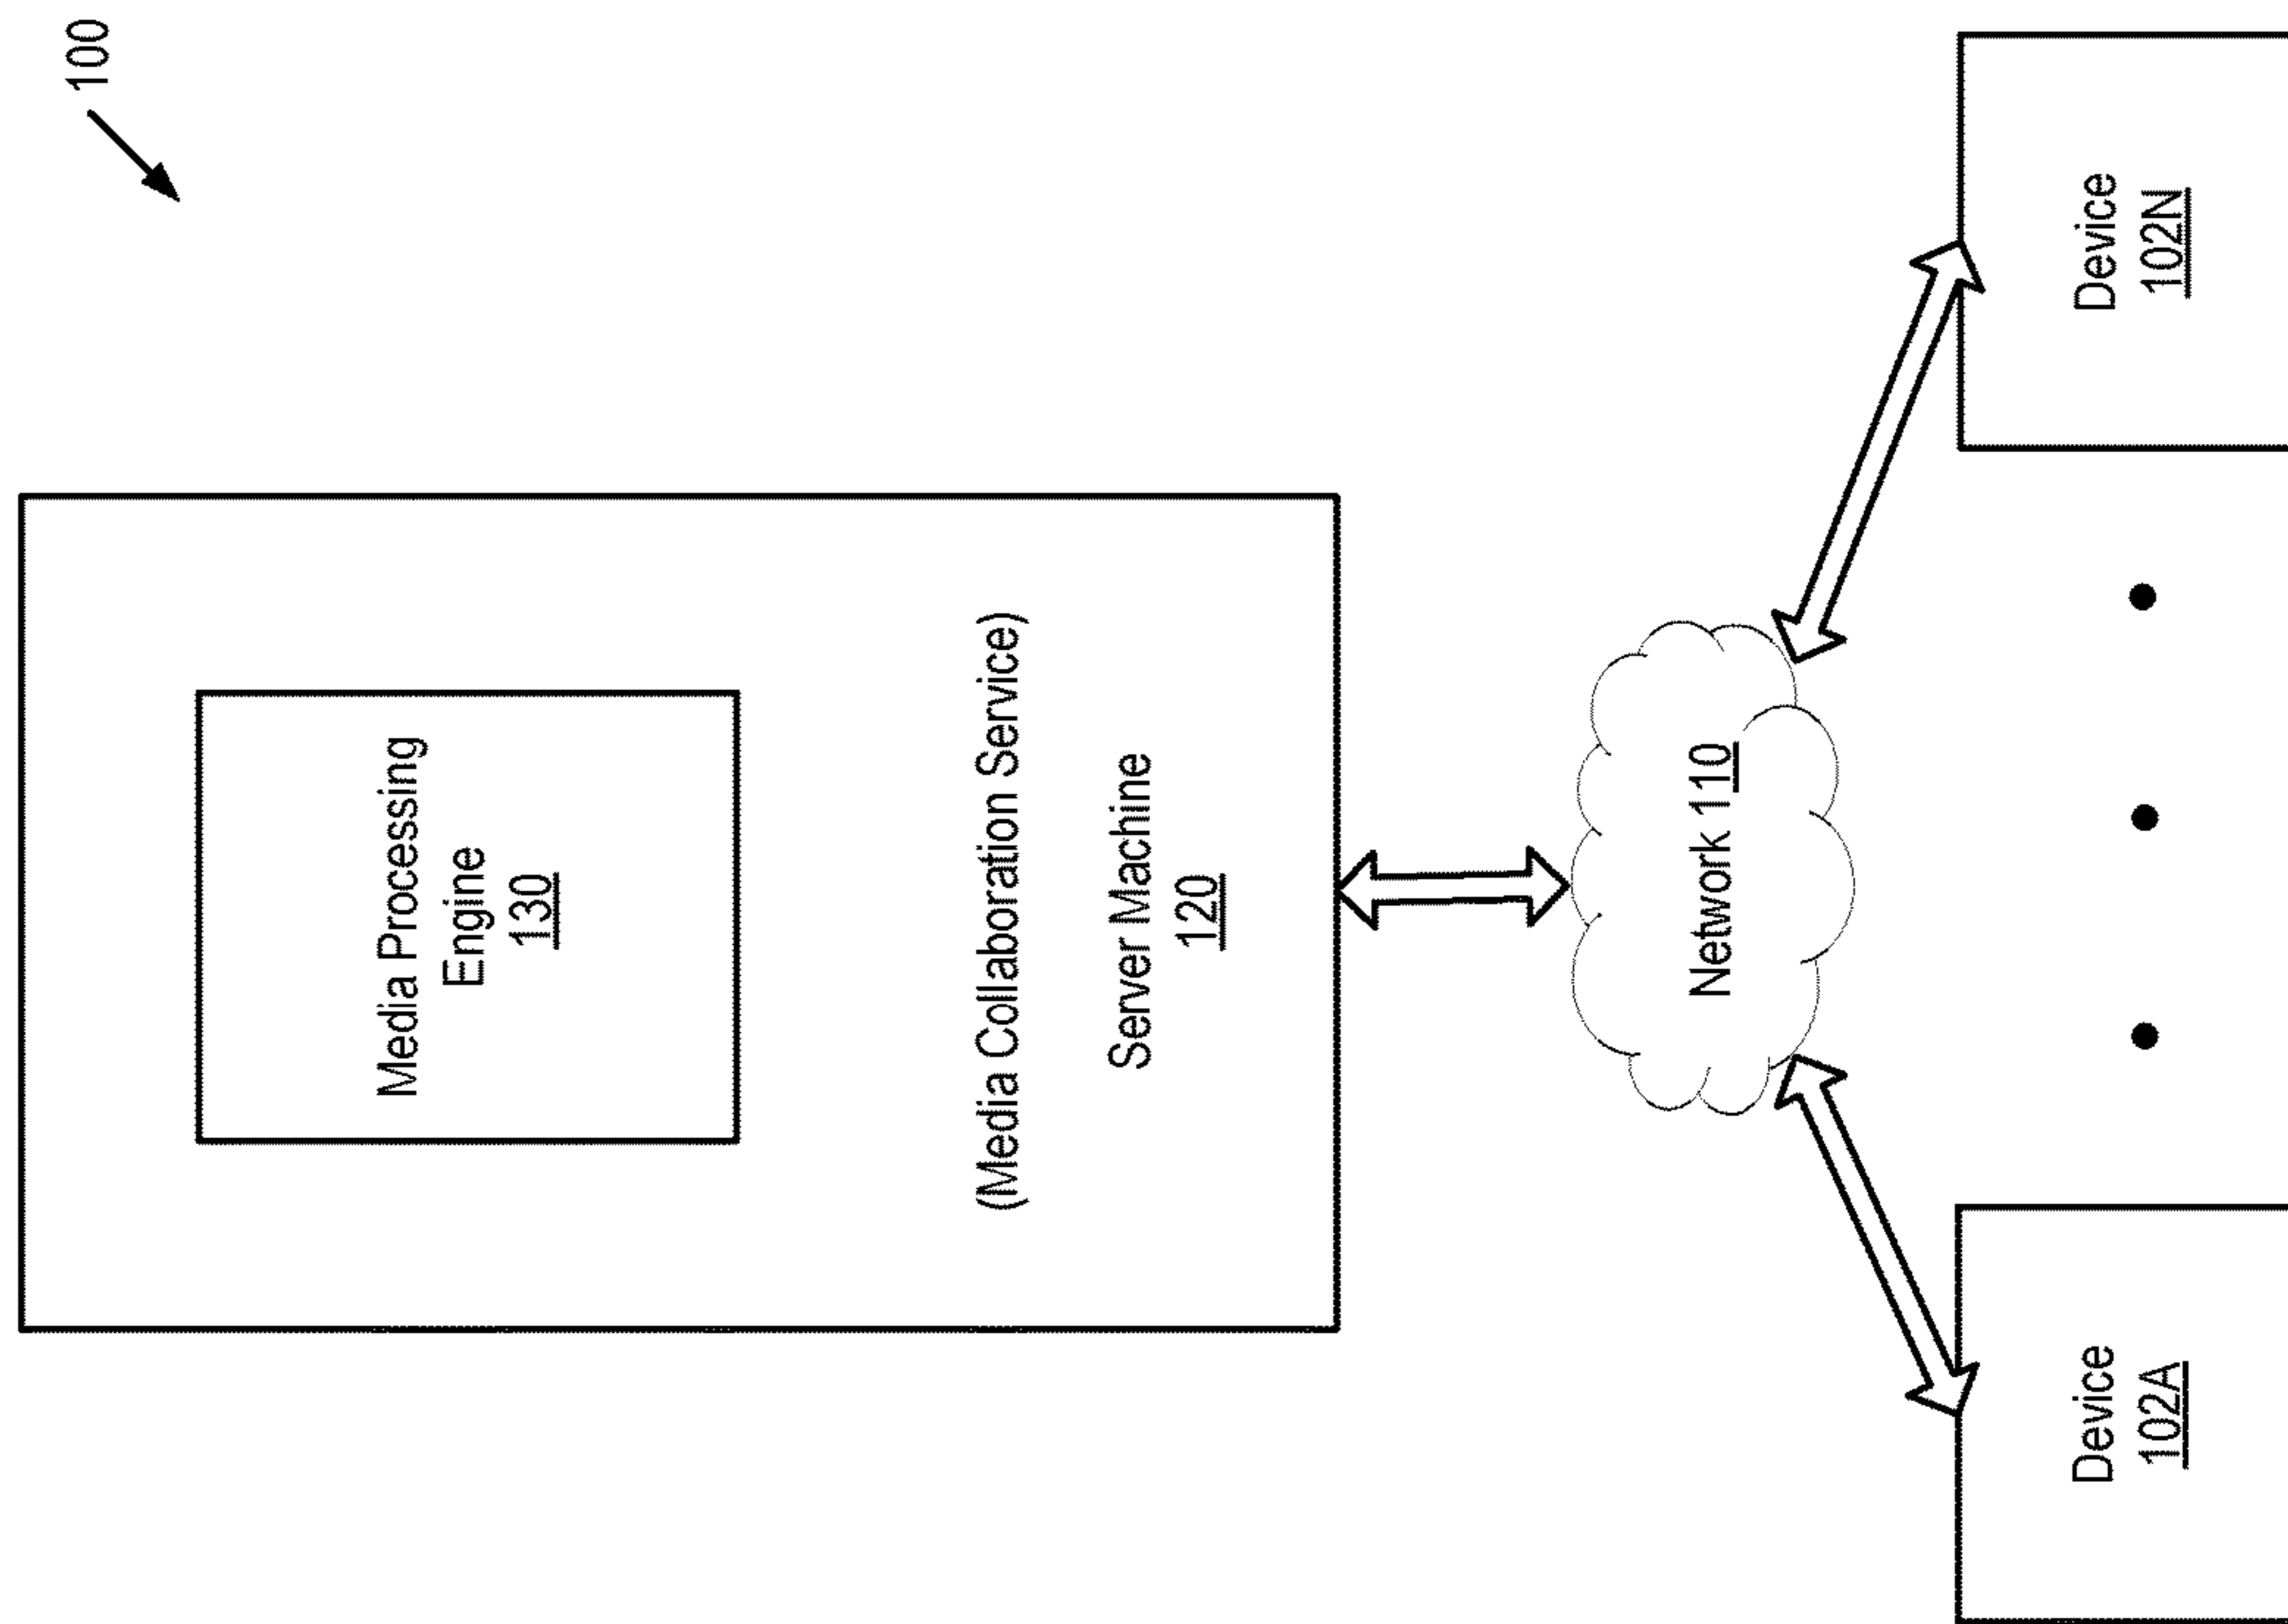 100
Media Processing
Engine
130
(Media Collaboration Service)
Server Machine
120
Network 110
Device
102A
Device
102N